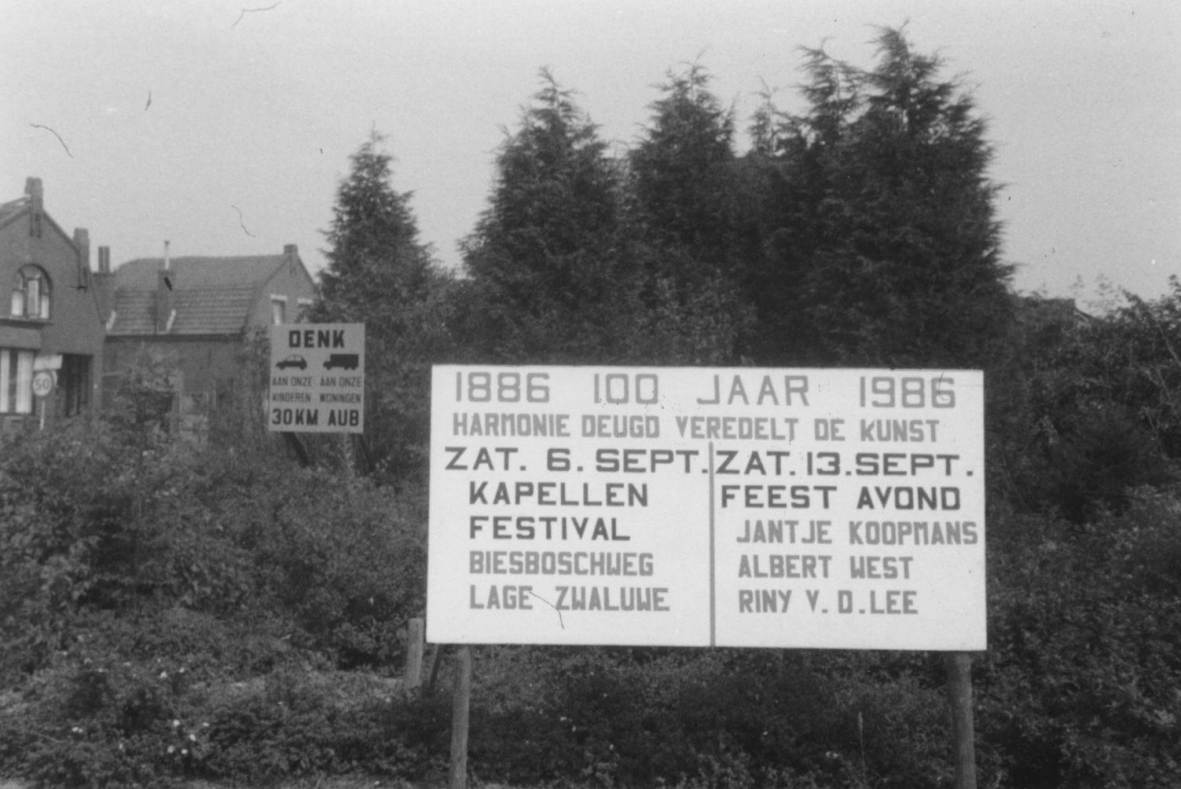 DENK
AAN ONZE AAN ONZE
KINDEREN WONINGEN
30KM AUB
50
1886 100 JAAR 1986
HARMONIE DEUGD VEREDELT DE KUNST
ZAT. 6. SEPT.
KAPELLEN
FESTIVAL
BIESBOSCHWEG
LAGE ZWALUWE
ZAT. 13. SEPT.
FEEST AVOND
JANTJE KOOPMANS
ALBERT WEST
RINY V. D. LEE